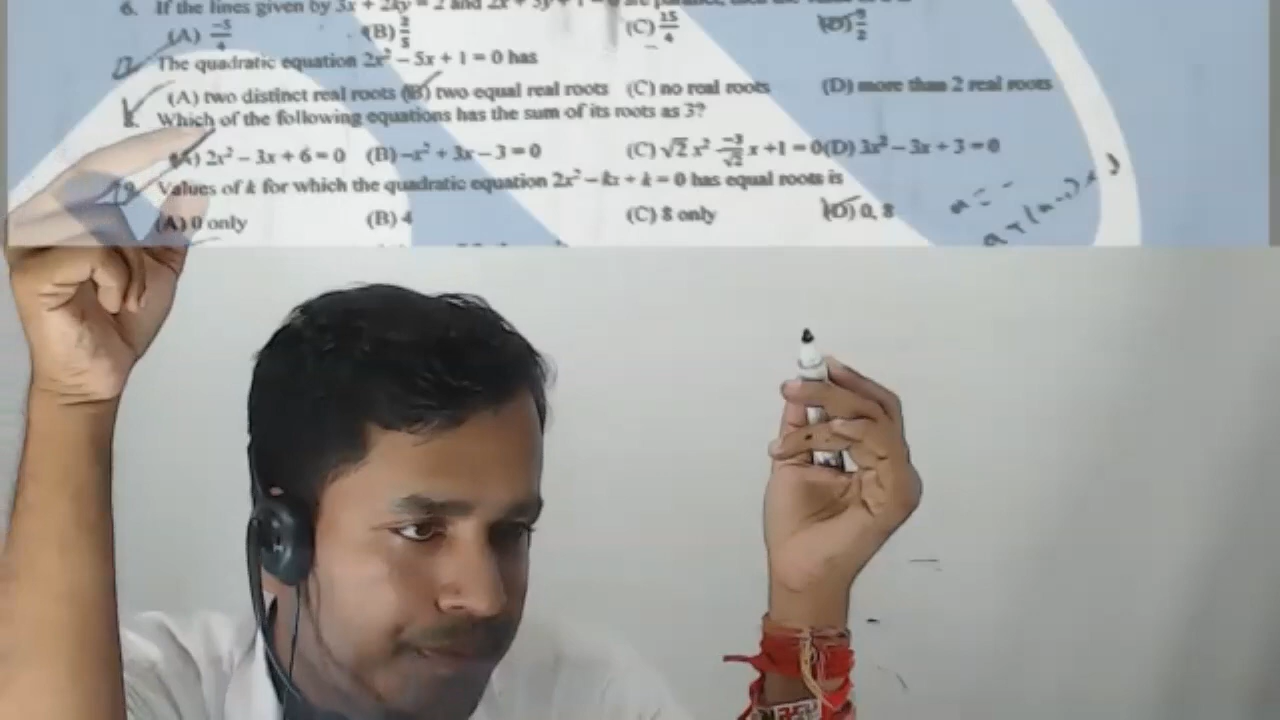 6. If the lines given by 3x + 2ky = 2 and 2x + 5y + 1 = 0 are parallel, then the value of k is
(A) -5/4 (B) 2/5 (C) 15/4 (D) 3/2
The quadratic equation 2x² – 5x + 1 = 0 has
(A) two distinct real roots (B) two equal real roots (C) no real roots (D) more than 2 real roots
Which of the following equations has the sum of its roots as 3?
(A) 2x² – 3x + 6 = 0 (B) –x² + 3x – 3 = 0 (C) √2 x² -3/√2 x +1 = 0 (D) 3x² – 3x + 3 = 0
9. Values of k for which the quadratic equation 2x² – kx + k = 0 has equal roots is
(A) 0 only (B) 4 (C) 8 only (D) 0, 8